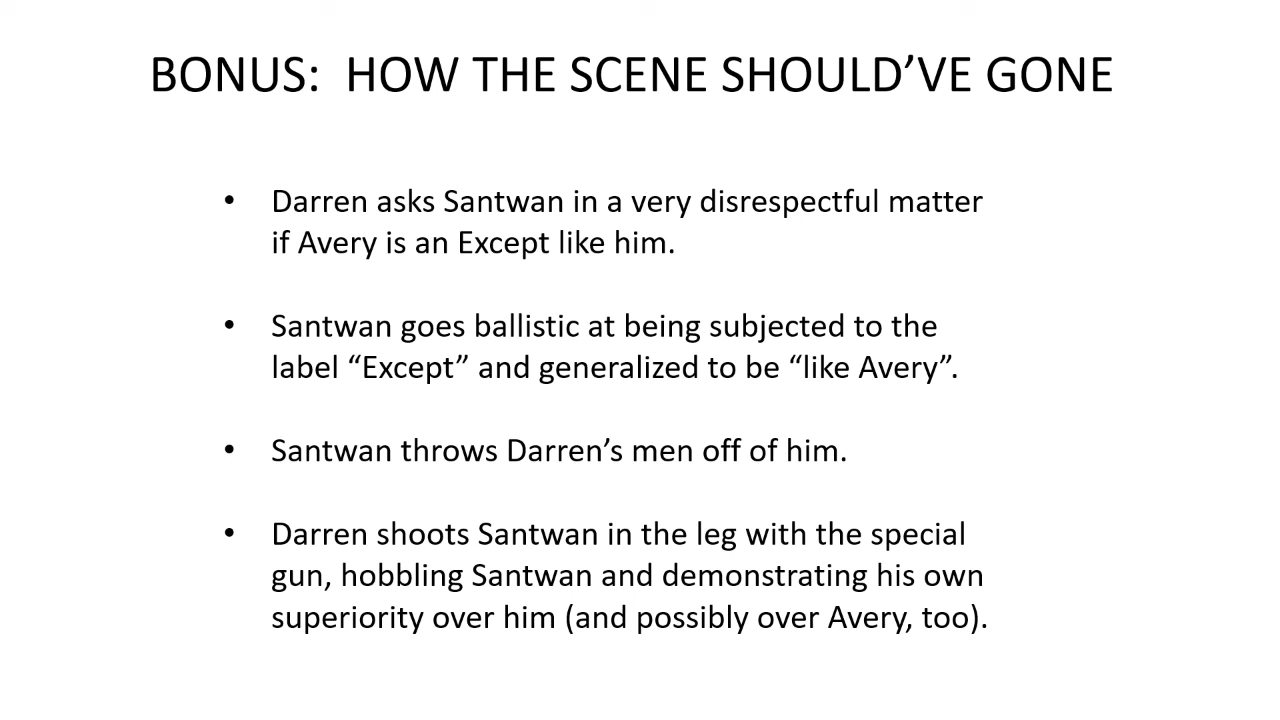 BONUS:  HOW THE SCENE SHOULD’VE GONE
• Darren asks Santwan in a very disrespectful matter
if Avery is an Except like him.
• Santwan goes ballistic at being subjected to the
label “Except” and generalized to be “like Avery”.
• Santwan throws Darren’s men off of him.
• Darren shoots Santwan in the leg with the special
gun, hobbling Santwan and demonstrating his own
superiority over him (and possibly over Avery, too).